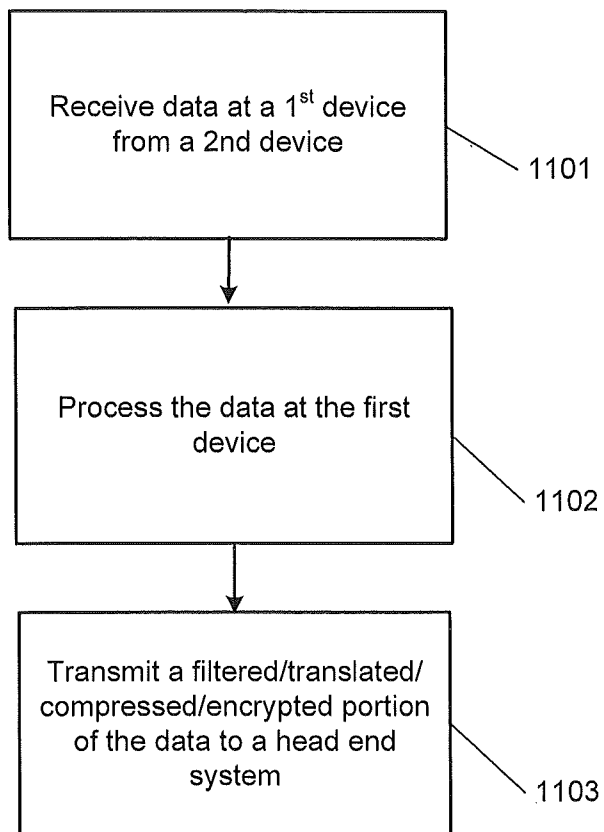 Receive data at a 1st device
from a 2nd device
1101
Process the data at the first
device
1102
Transmit a filtered/translated/
compressed/encrypted portion
of the data to a head end
system
1103